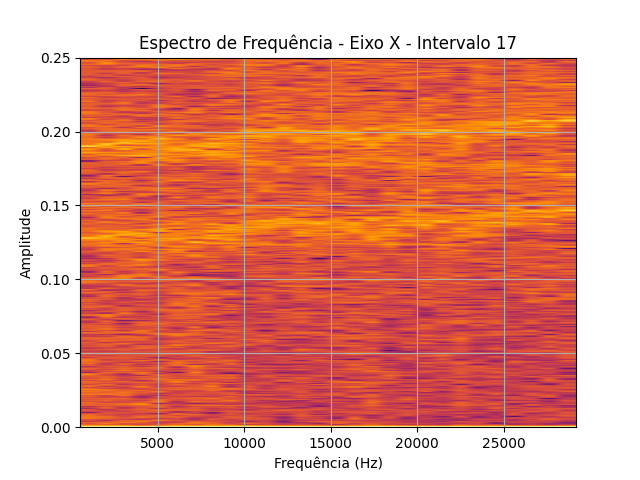 Espectro de Frequência - Eixo X - Intervalo 17
0.25
0.20
0.15
0.10
0.05
0.00
Amplitude
5000 10000 15000 20000 25000
Frequência (Hz)